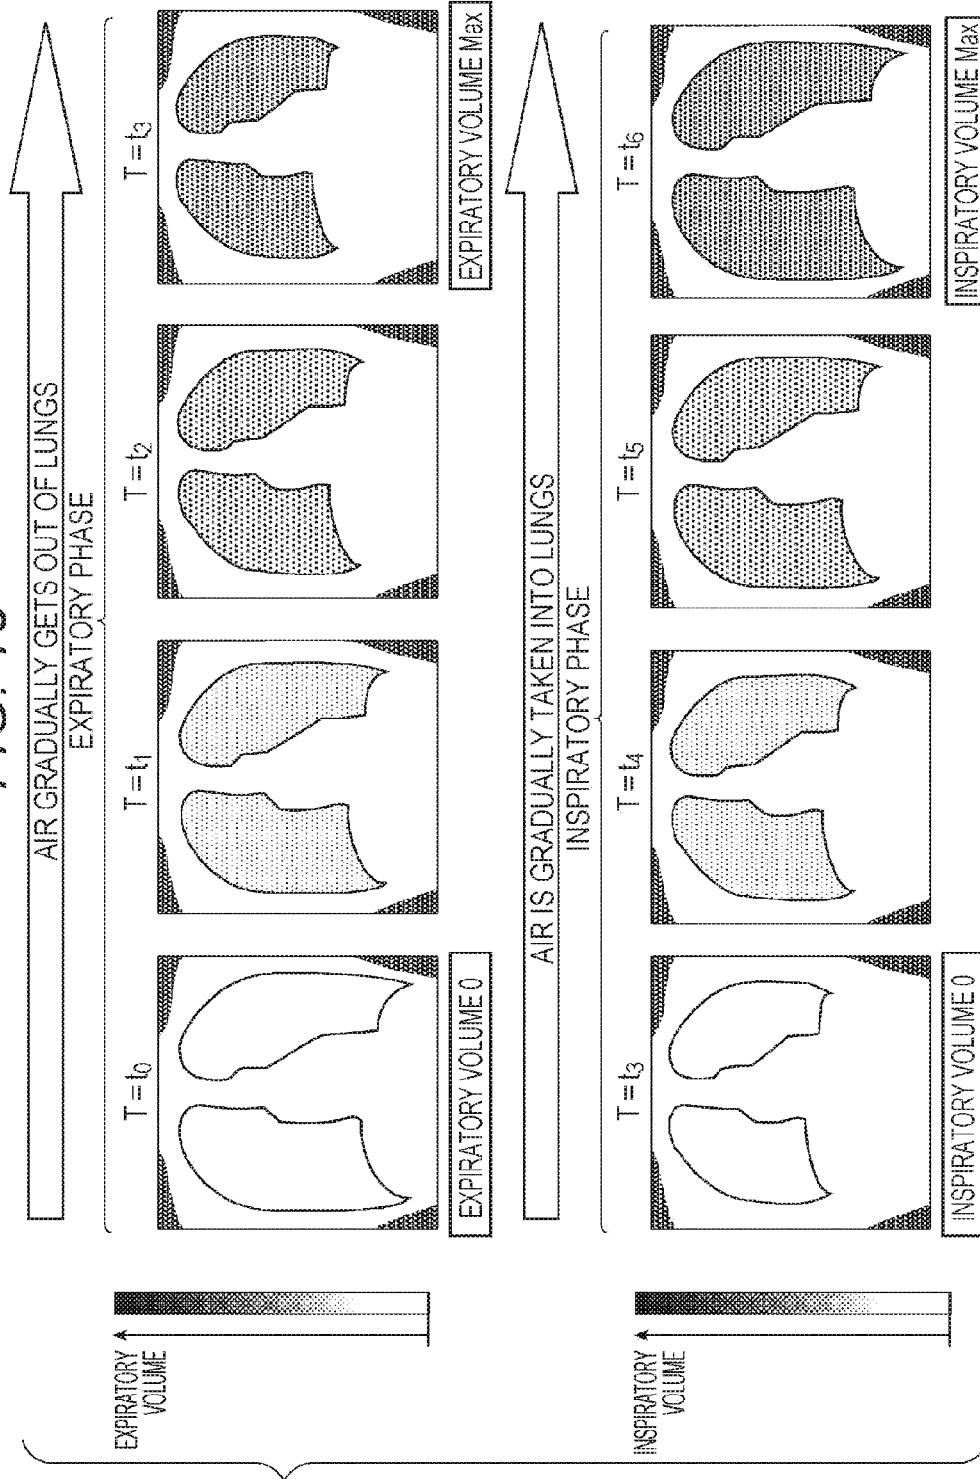 AIR GRADUALLY GETS OUT OF LUNGS
EXPIRATORY PHASE
EXPIRATORY
VOLUME
T=t0
T=t1
T=t2
T=t3
EXPIRATORY VOLUME 0
EXPIRATORY VOLUME Max
AIR IS GRADUALLY TAKEN INTO LUNGS
INSPIRATORY PHASE
INSPIRATORY
VOLUME
T=t3
T=t4
T=t5
T=t6
INSPIRATORY VOLUME 0
INSPIRATORY VOLUME Max